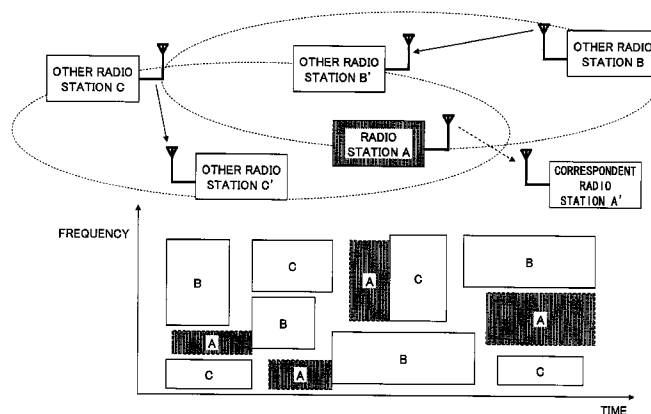 OTHER RADIO
STATION C
OTHER RADIO
STATION B'
OTHER RADIO
STATION B
RADIO
STATION A
OTHER RADIO
STATION C'
CORRESPONDENT
RADIO
STATION A'
FREQUENCY
B
C
A
C
B
B
A
A
B
C
A
C
TIME